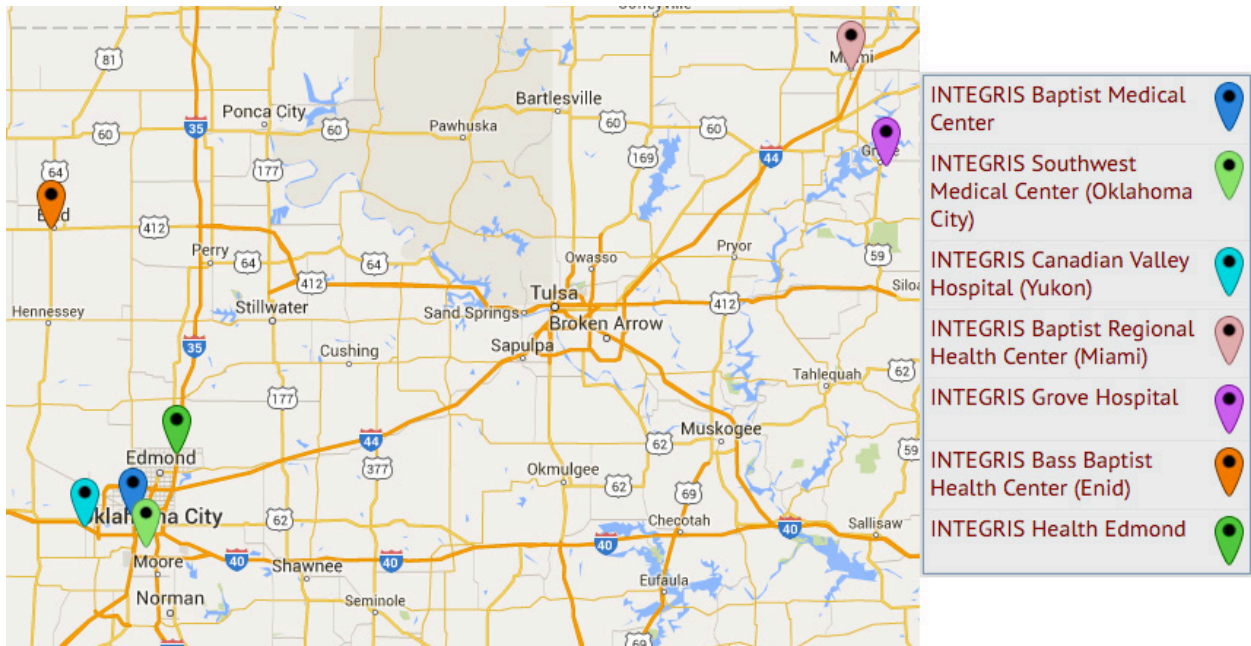 Coffeyville
81
Miami
35
Ponca City
Bartlesville
60
60
Pawhuska
60
60
44
Grove
64
177
169
Enid
412
Perry
64
64
Owasso
Pryor
59
412
Tulsa
412
Siloa
Hennessey
Stillwater
Sand Springs
Broken Arrow
35
Cushing
Sapulpa
Tahlequah
62
177
44
62
Muskogee
59
Edmond
377
Okmulgee
62
69
Oklahoma City
62
Checotah
40
Sallisaw
Moore
40
Shawnee
40
40
Eufaula
Norman
Seminole
69
INTEGRIS Baptist Medical
Center
INTEGRIS Southwest
Medical Center (Oklahoma
City)
INTEGRIS Canadian Valley
Hospital (Yukon)
INTEGRIS Baptist Regional
Health Center (Miami)
INTEGRIS Grove Hospital
INTEGRIS Bass Baptist
Health Center (Enid)
INTEGRIS Health Edmond